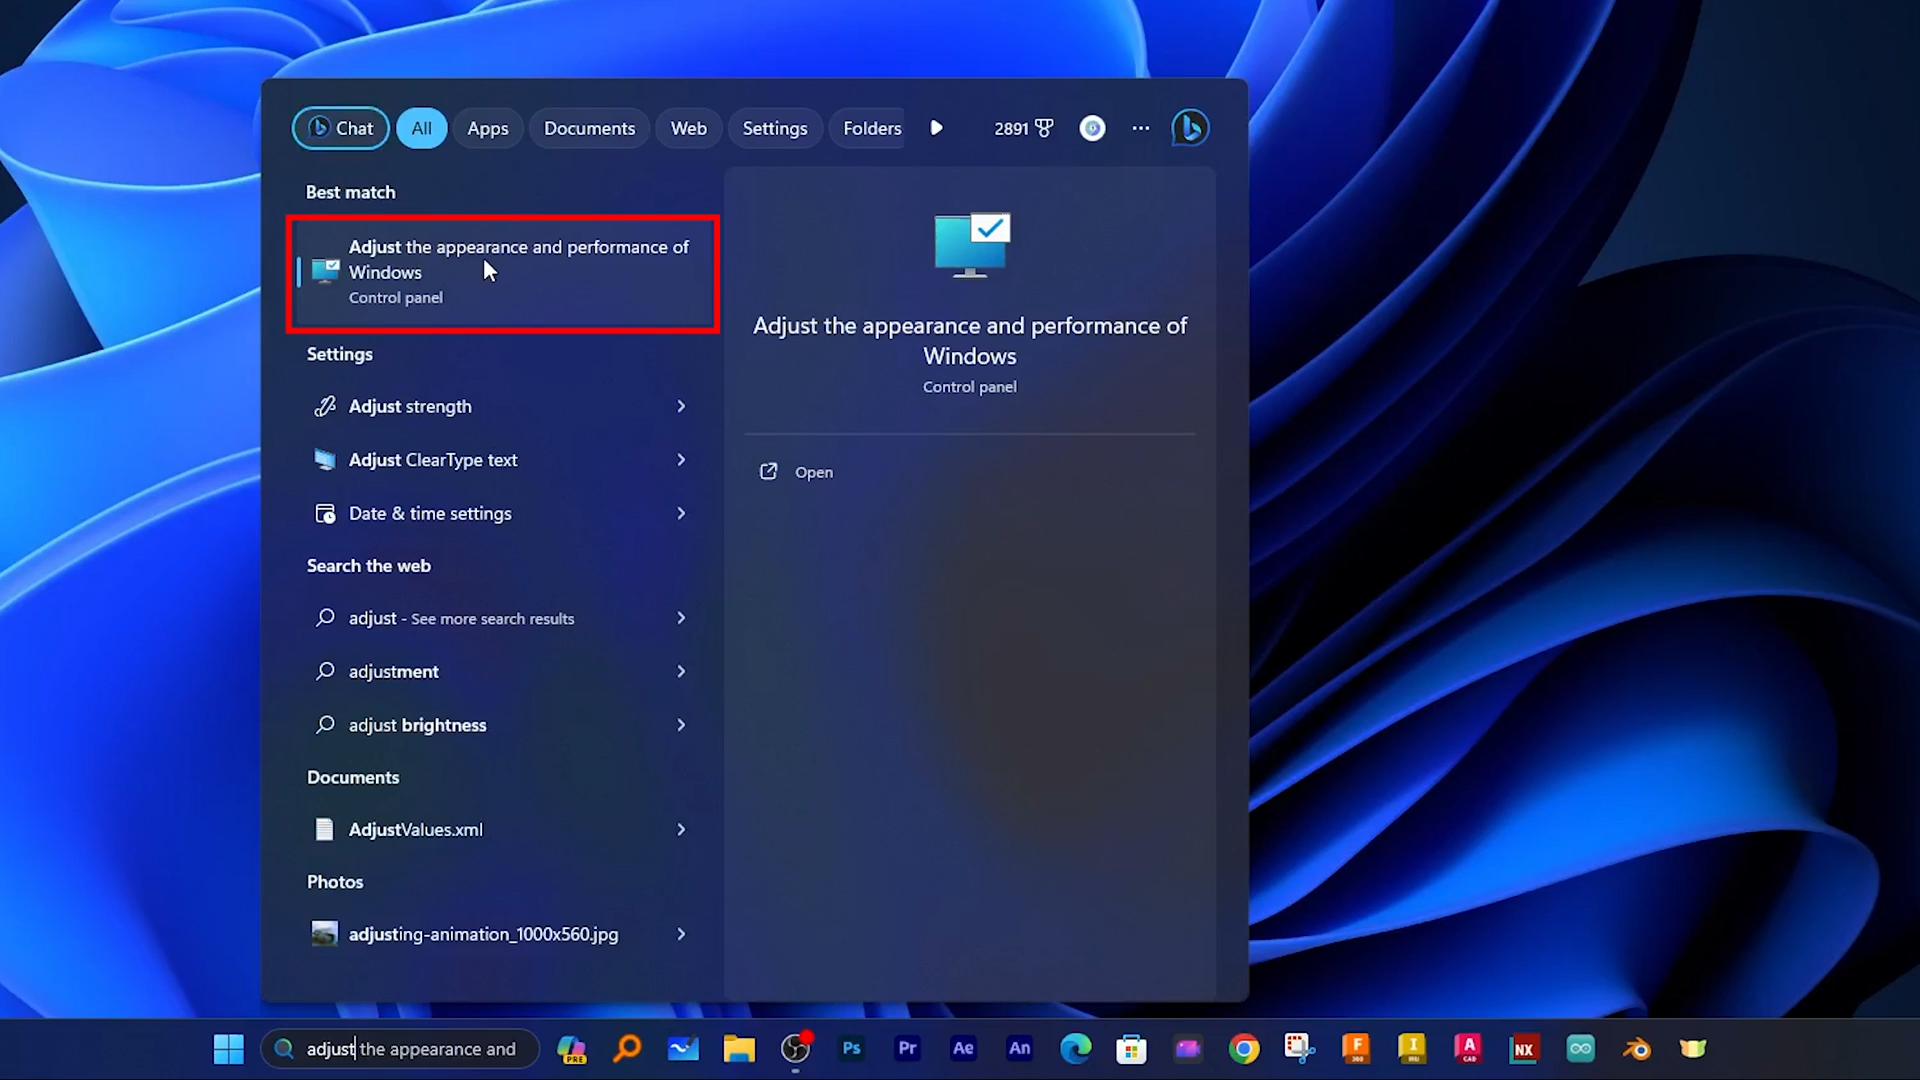 Chat All Apps Documents Web Settings Folders 2891
Best match
Adjust the appearance and performance of
Windows
Control panel
Settings
Adjust strength
Adjust ClearType text
Date & time settings
Search the web
adjust - See more search results
adjustment
adjust brightness
Documents
AdjustValues.xml
Photos
adjusting-animation_1000x560.jpg
Adjust the appearance and performance of
Windows
Control panel
Open
adjust the appearance and
PRE
Ps
Pr
Ae
An
F
I
A
CAD
NX